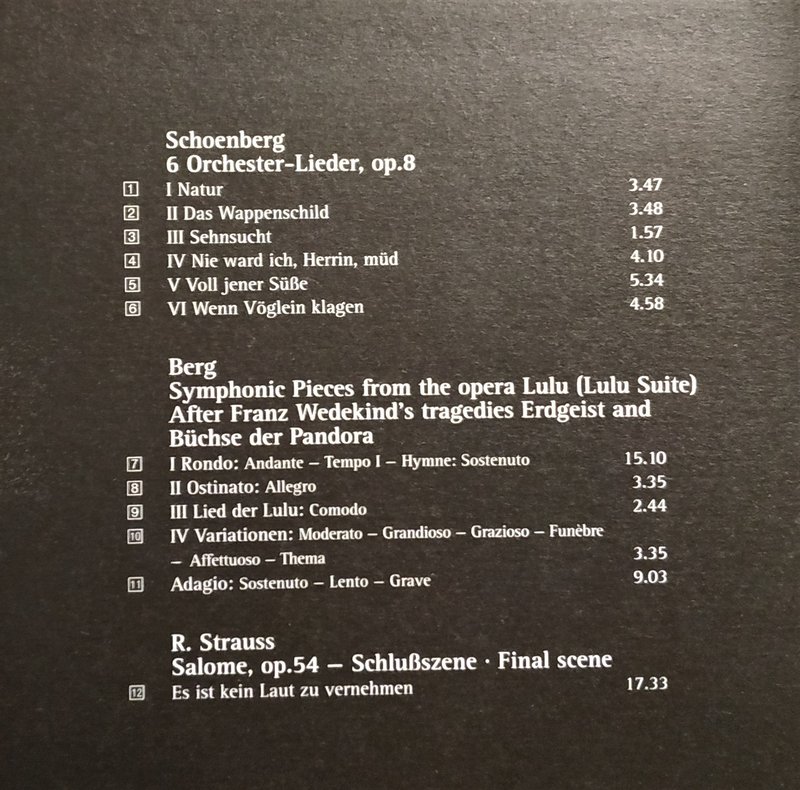 Schoenberg
6 Orchester-Lieder, op.8
1 I Natur 3.47
2 II Das Wappenschild 3.48
3 III Sehnsucht 1.57
4 IV Nie ward ich, Herrin, müd 4.10
5 V Voll jener Süße 5.34
6 VI Wenn Vöglein klagen 4.58
Berg
Symphonic Pieces from the opera Lulu (Lulu Suite)
After Franz Wedekind's tragedies Erdgeist and
Büchse der Pandora
7 I Rondo: Andante – Tempo I – Hymne: Sostenuto 15.10
8 II Ostinato: Allegro 3.35
9 III Lied der Lulu: Comodo 2.44
10 IV Variationen: Moderato – Grandioso – Grazioso – Funèbre
– Affettuoso – Thema 3.35
11 Adagio: Sostenuto – Lento – Grave 9.03
R. Strauss
Salome, op.54 – Schlußszene · Final scene
12 Es ist kein Laut zu vernehmen 17.33